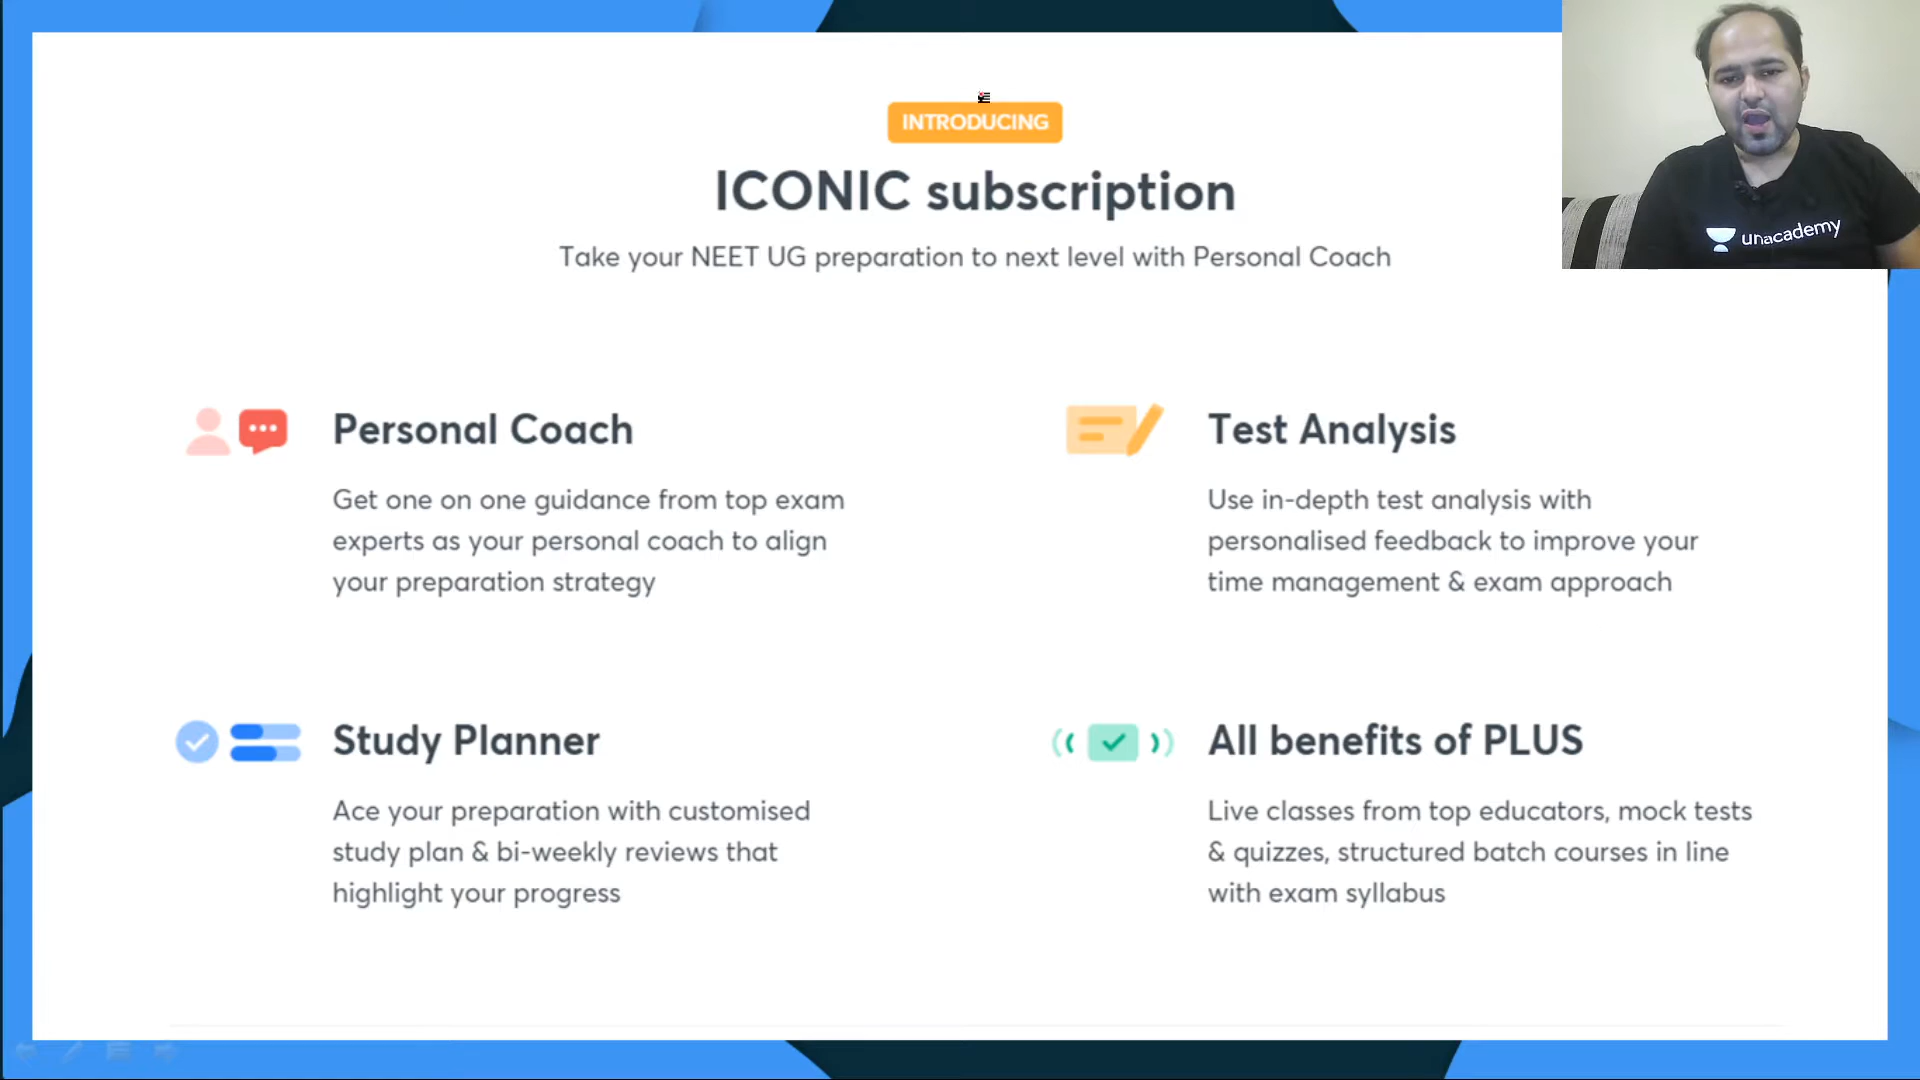 INTRODUCING
ICONIC subscription
Take your NEET UG preparation to next level with Personal Coach
unacademy
Personal Coach
Get one on one guidance from top exam
experts as your personal coach to align
your preparation strategy
Test Analysis
Use in-depth test analysis with
personalised feedback to improve your
time management & exam approach
Study Planner
Ace your preparation with customised
study plan & bi-weekly reviews that
highlight your progress
All benefits of PLUS
Live classes from top educators, mock tests
& quizzes, structured batch courses in line
with exam syllabus